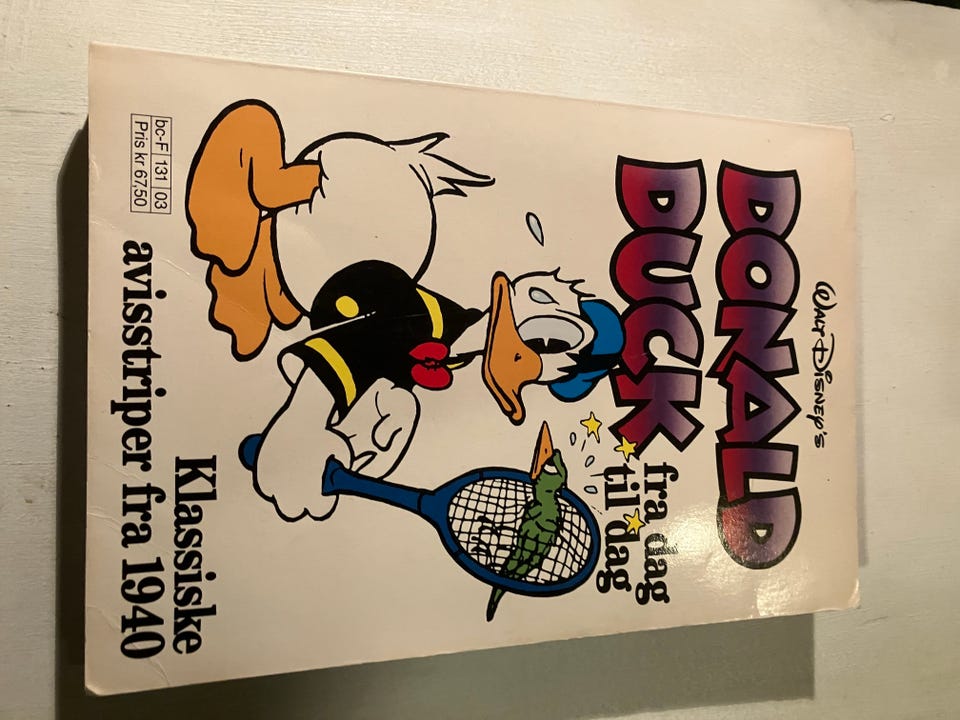 WALT DISNEY'S
DONALD
DUCK
fra dag
til dag
Klassiske
avisstriper fra 1940
bc-F 131 03
Pris kr 67,50